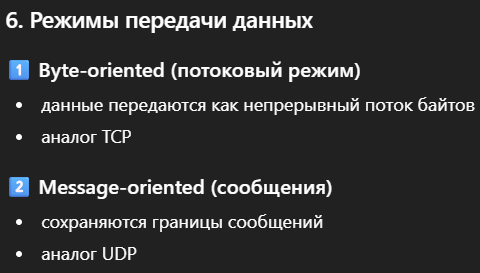 6. Режимы передачи данных
1️⃣ Byte-oriented (потоковый режим)
• данные передаются как непрерывный поток байтов
• аналог TCP
2️⃣ Message-oriented (сообщения)
• сохраняются границы сообщений
• аналог UDP